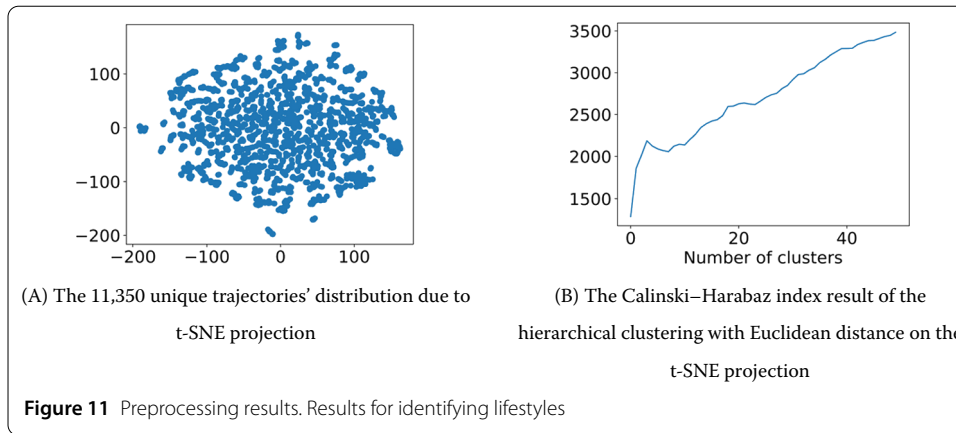 100
0
−100
−200
−200
−100
0
100
3500
3000
2500
2000
1500
0
20
40
Number of clusters
(A) The 11,350 unique trajectories’ distribution due to
t-SNE projection
(B) The Calinski–Harabaz index result of the
hierarchical clustering with Euclidean distance on the
t-SNE projection
Figure 11 Preprocessing results. Results for identifying lifestyles